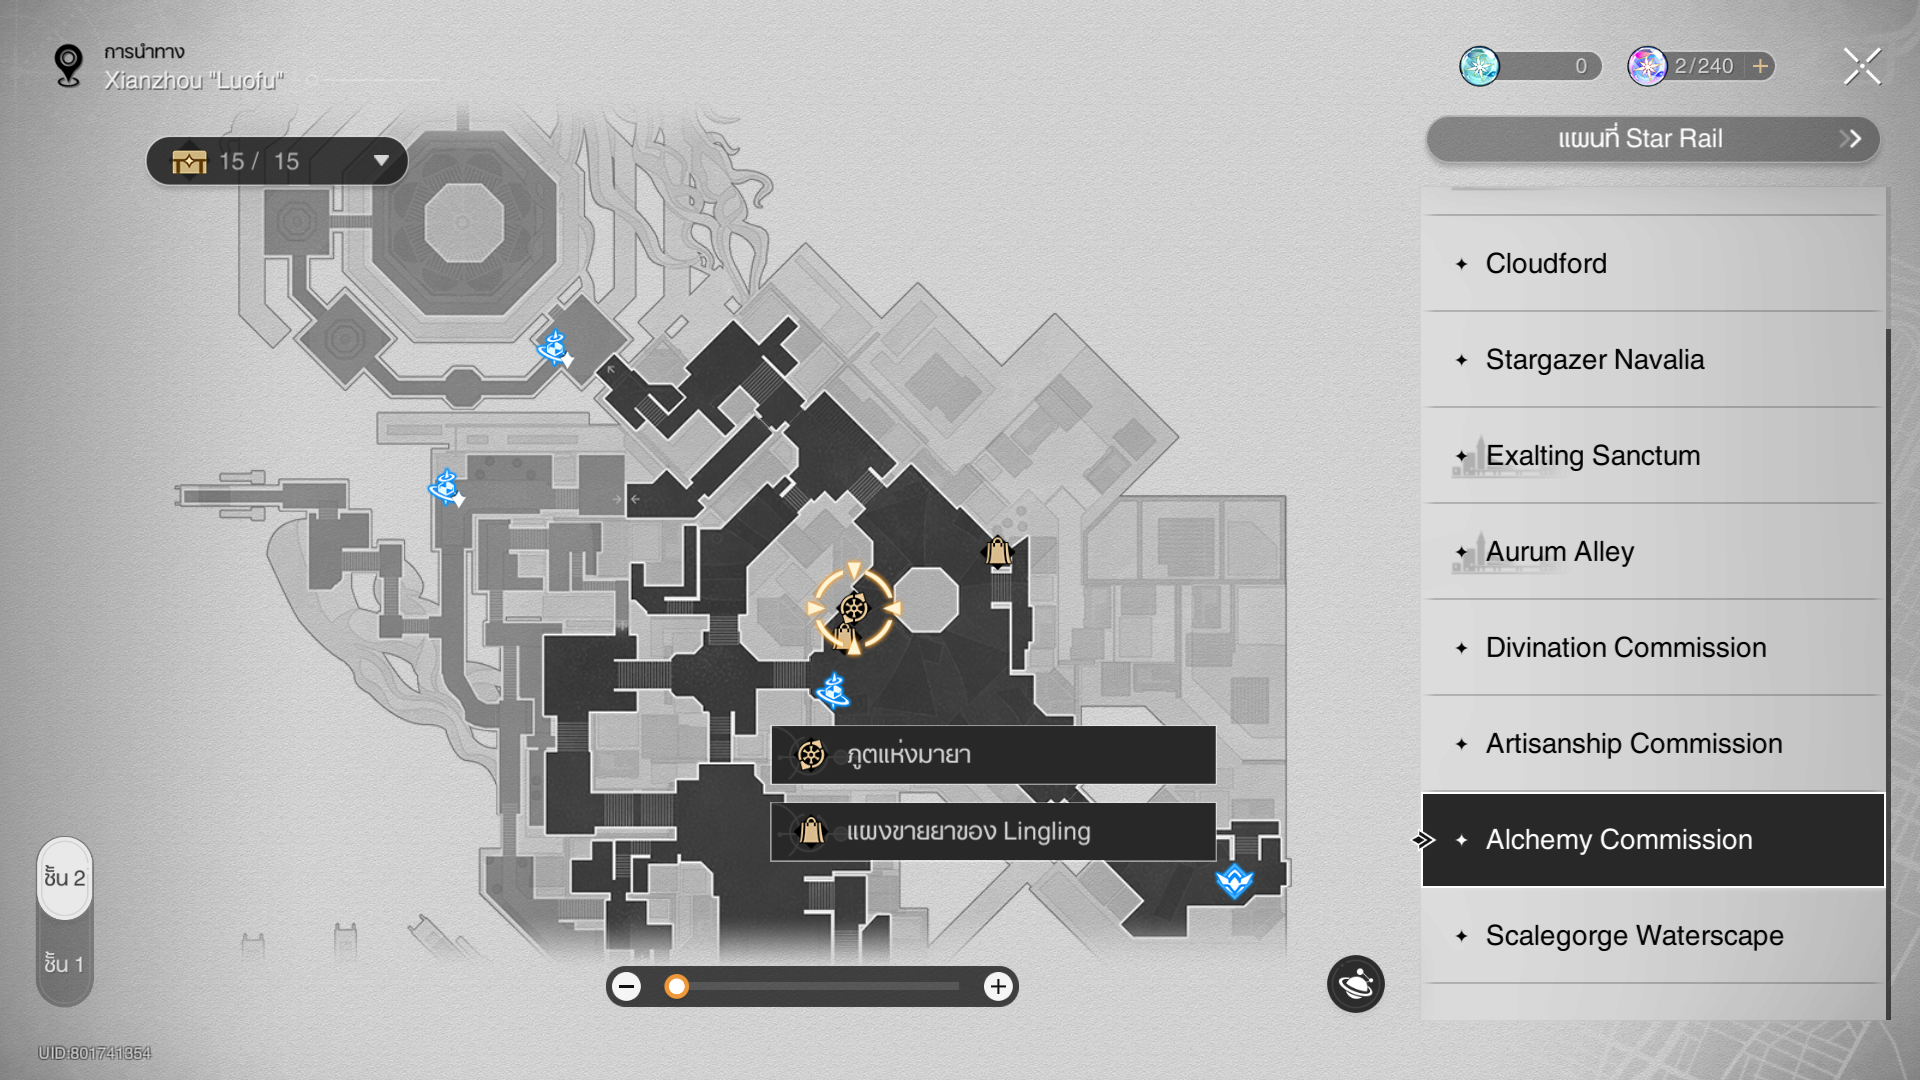 การนำทาง
Xianzhou "Luofu"
15 / 15
0
2/240
แผนที่ Star Rail
Cloudford
Stargazer Navalia
Exalting Sanctum
Aurum Alley
Divination Commission
Artisanship Commission
Alchemy Commission
Scalegorge Waterscape
ภูตแห่งมายา
แผงขายยาของ Lingling
ชั้น 2
ชั้น 1
UID:801741354